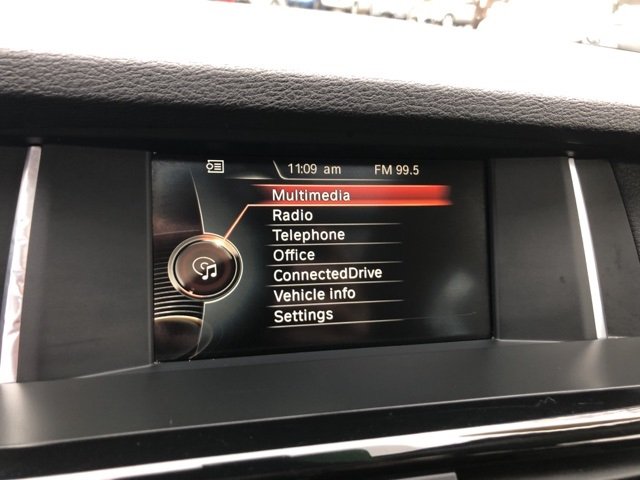 11:09 am FM 99.5
Multimedia
Radio
Telephone
Office
ConnectedDrive
Vehicle info
Settings